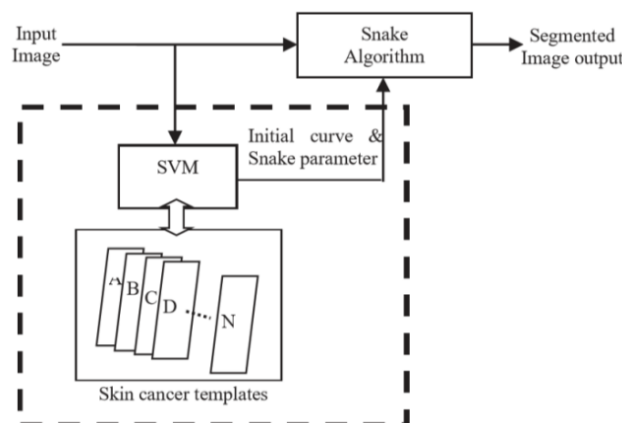 Input
Image
Snake
Algorithm
Segmented
Image output
Initial curve &
Snake parameter
SVM
A
B
C
D
N
Skin cancer templates